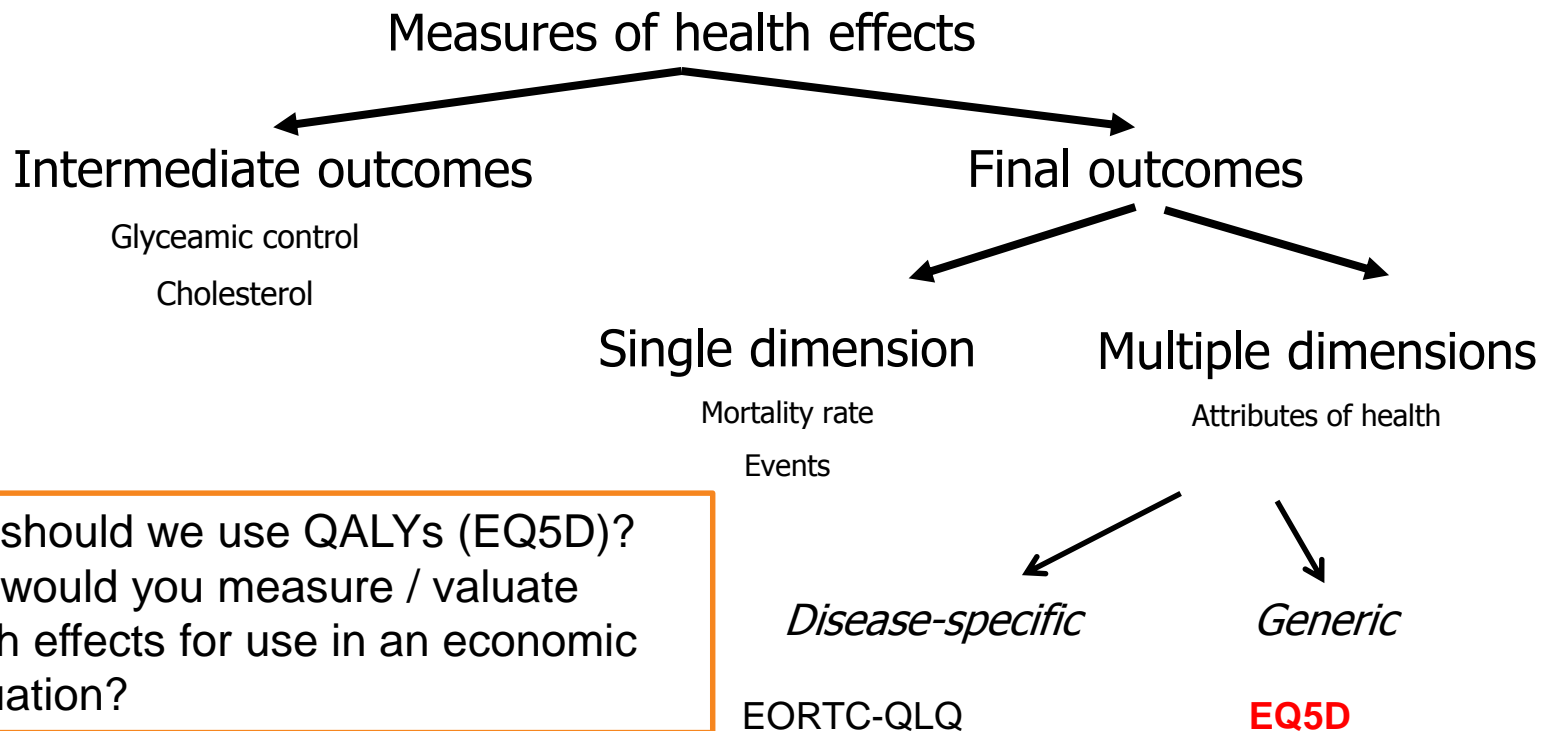 Measures of health effects
Intermediate outcomes
Glyceamic control
Cholesterol
Final outcomes
Single dimension
Mortality rate
Events
Multiple dimensions
Attributes of health
should we use QALYs (EQ5D)?
would you measure / valuate
effects for use in an economic
Disease-specific
EORTC-QLQ
Generic
EQ5D